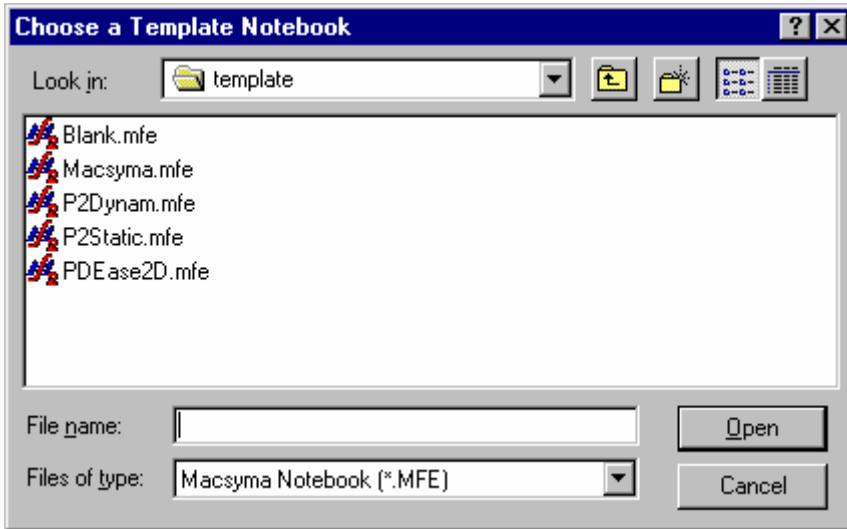 Choose a Template Notebook
Look in: template
Blank.mfe
Macsyma.mfe
P2Dynam.mfe
P2Static.mfe
PDEase2D.mfe
File name: Open
Files of type: Macsyma Notebook (*.MFE) Cancel